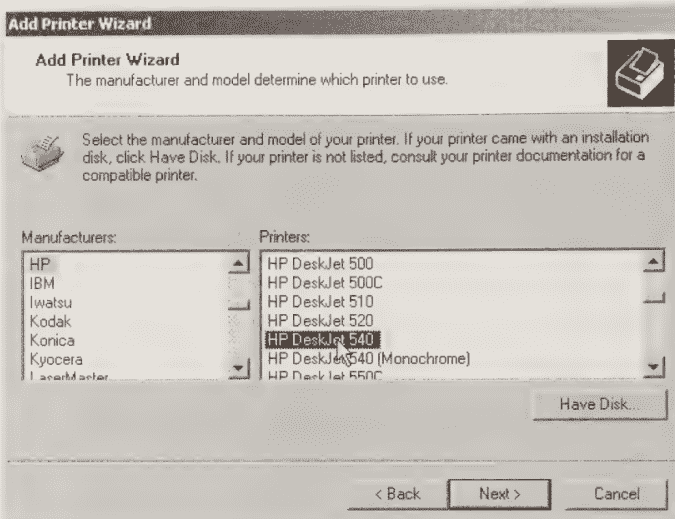 Add Printer Wizard
Add Printer Wizard
The manufacturer and model determine which printer to use.
Select the manufacturer and model of your printer. If your printer came with an installation
disk, click Have Disk. If your printer is not listed, consult your printer documentation for a
compatible printer.
Manufacturers:
HP
IBM
Iwatsu
Kodak
Konica
Kyocera
LaserMaster
Printers:
HP DeskJet 500
HP DeskJet 500C
HP DeskJet 510
HP DeskJet 520
HP DeskJet 540
HP DeskJet 540 (Monochrome)
HP DeskJet 550C
Have Disk...
< Back
Next >
Cancel